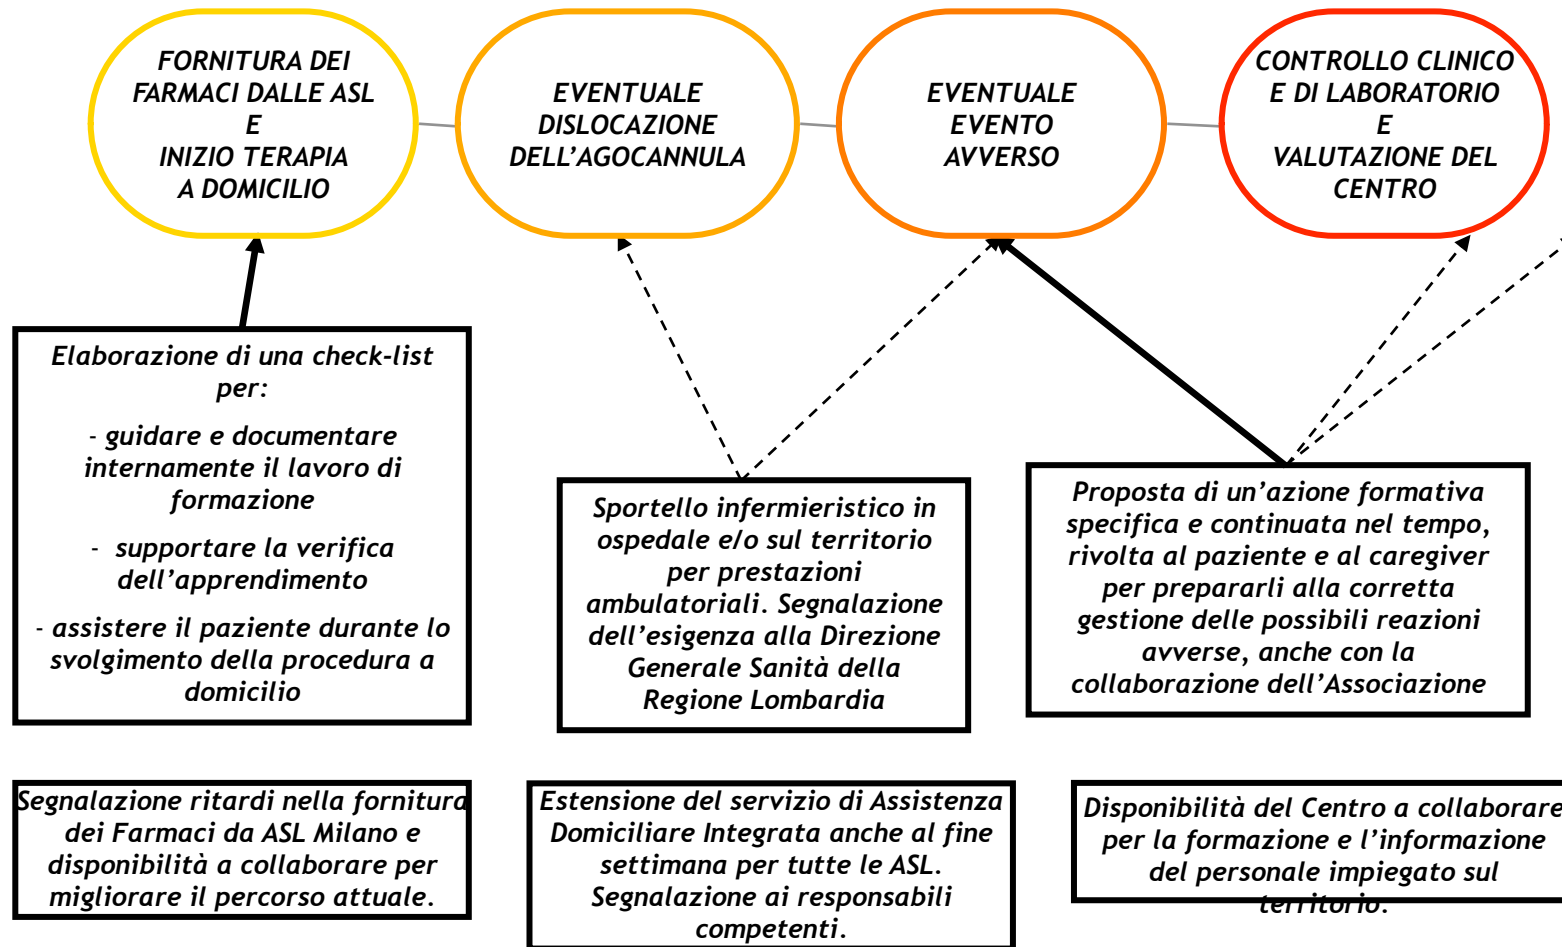 FORNITURA DEI
FARMACI DALLE ASL
E
INIZIO TERAPIA
A DOMICILIO
EVENTUALE
DISLOCAZIONE
DELL’AGOCANNULA
EVENTUALE
EVENTO
AVVERSO
CONTROLLO CLINICO
E DI LABORATORIO
E
VALUTAZIONE DEL
CENTRO
Elaborazione di una check-list
per:
- guidare e documentare
internamente il lavoro di
formazione
- supportare la verifica
dell’apprendimento
- assistere il paziente durante lo
svolgimento della procedura a
domicilio
Sportello infermieristico in
ospedale e/o sul territorio
per prestazioni
ambulatoriali. Segnalazione
dell’esigenza alla Direzione
Generale Sanità della
Regione Lombardia
Proposta di un’azione formativa
specifica e continuata nel tempo,
rivolta al paziente e al caregiver
per prepararli alla corretta
gestione delle possibili reazioni
avverse, anche con la
collaborazione dell’Associazione
Segnalazione ritardi nella fornitura
dei Farmaci da ASL Milano e
disponibilità a collaborare per
migliorare il percorso attuale.
Estensione del servizio di Assistenza
Domiciliare Integrata anche al fine
settimana per tutte le ASL.
Segnalazione ai responsabili
competenti.
Disponibilità del Centro a collaborare
per la formazione e l’informazione
del personale impiegato sul
territorio.